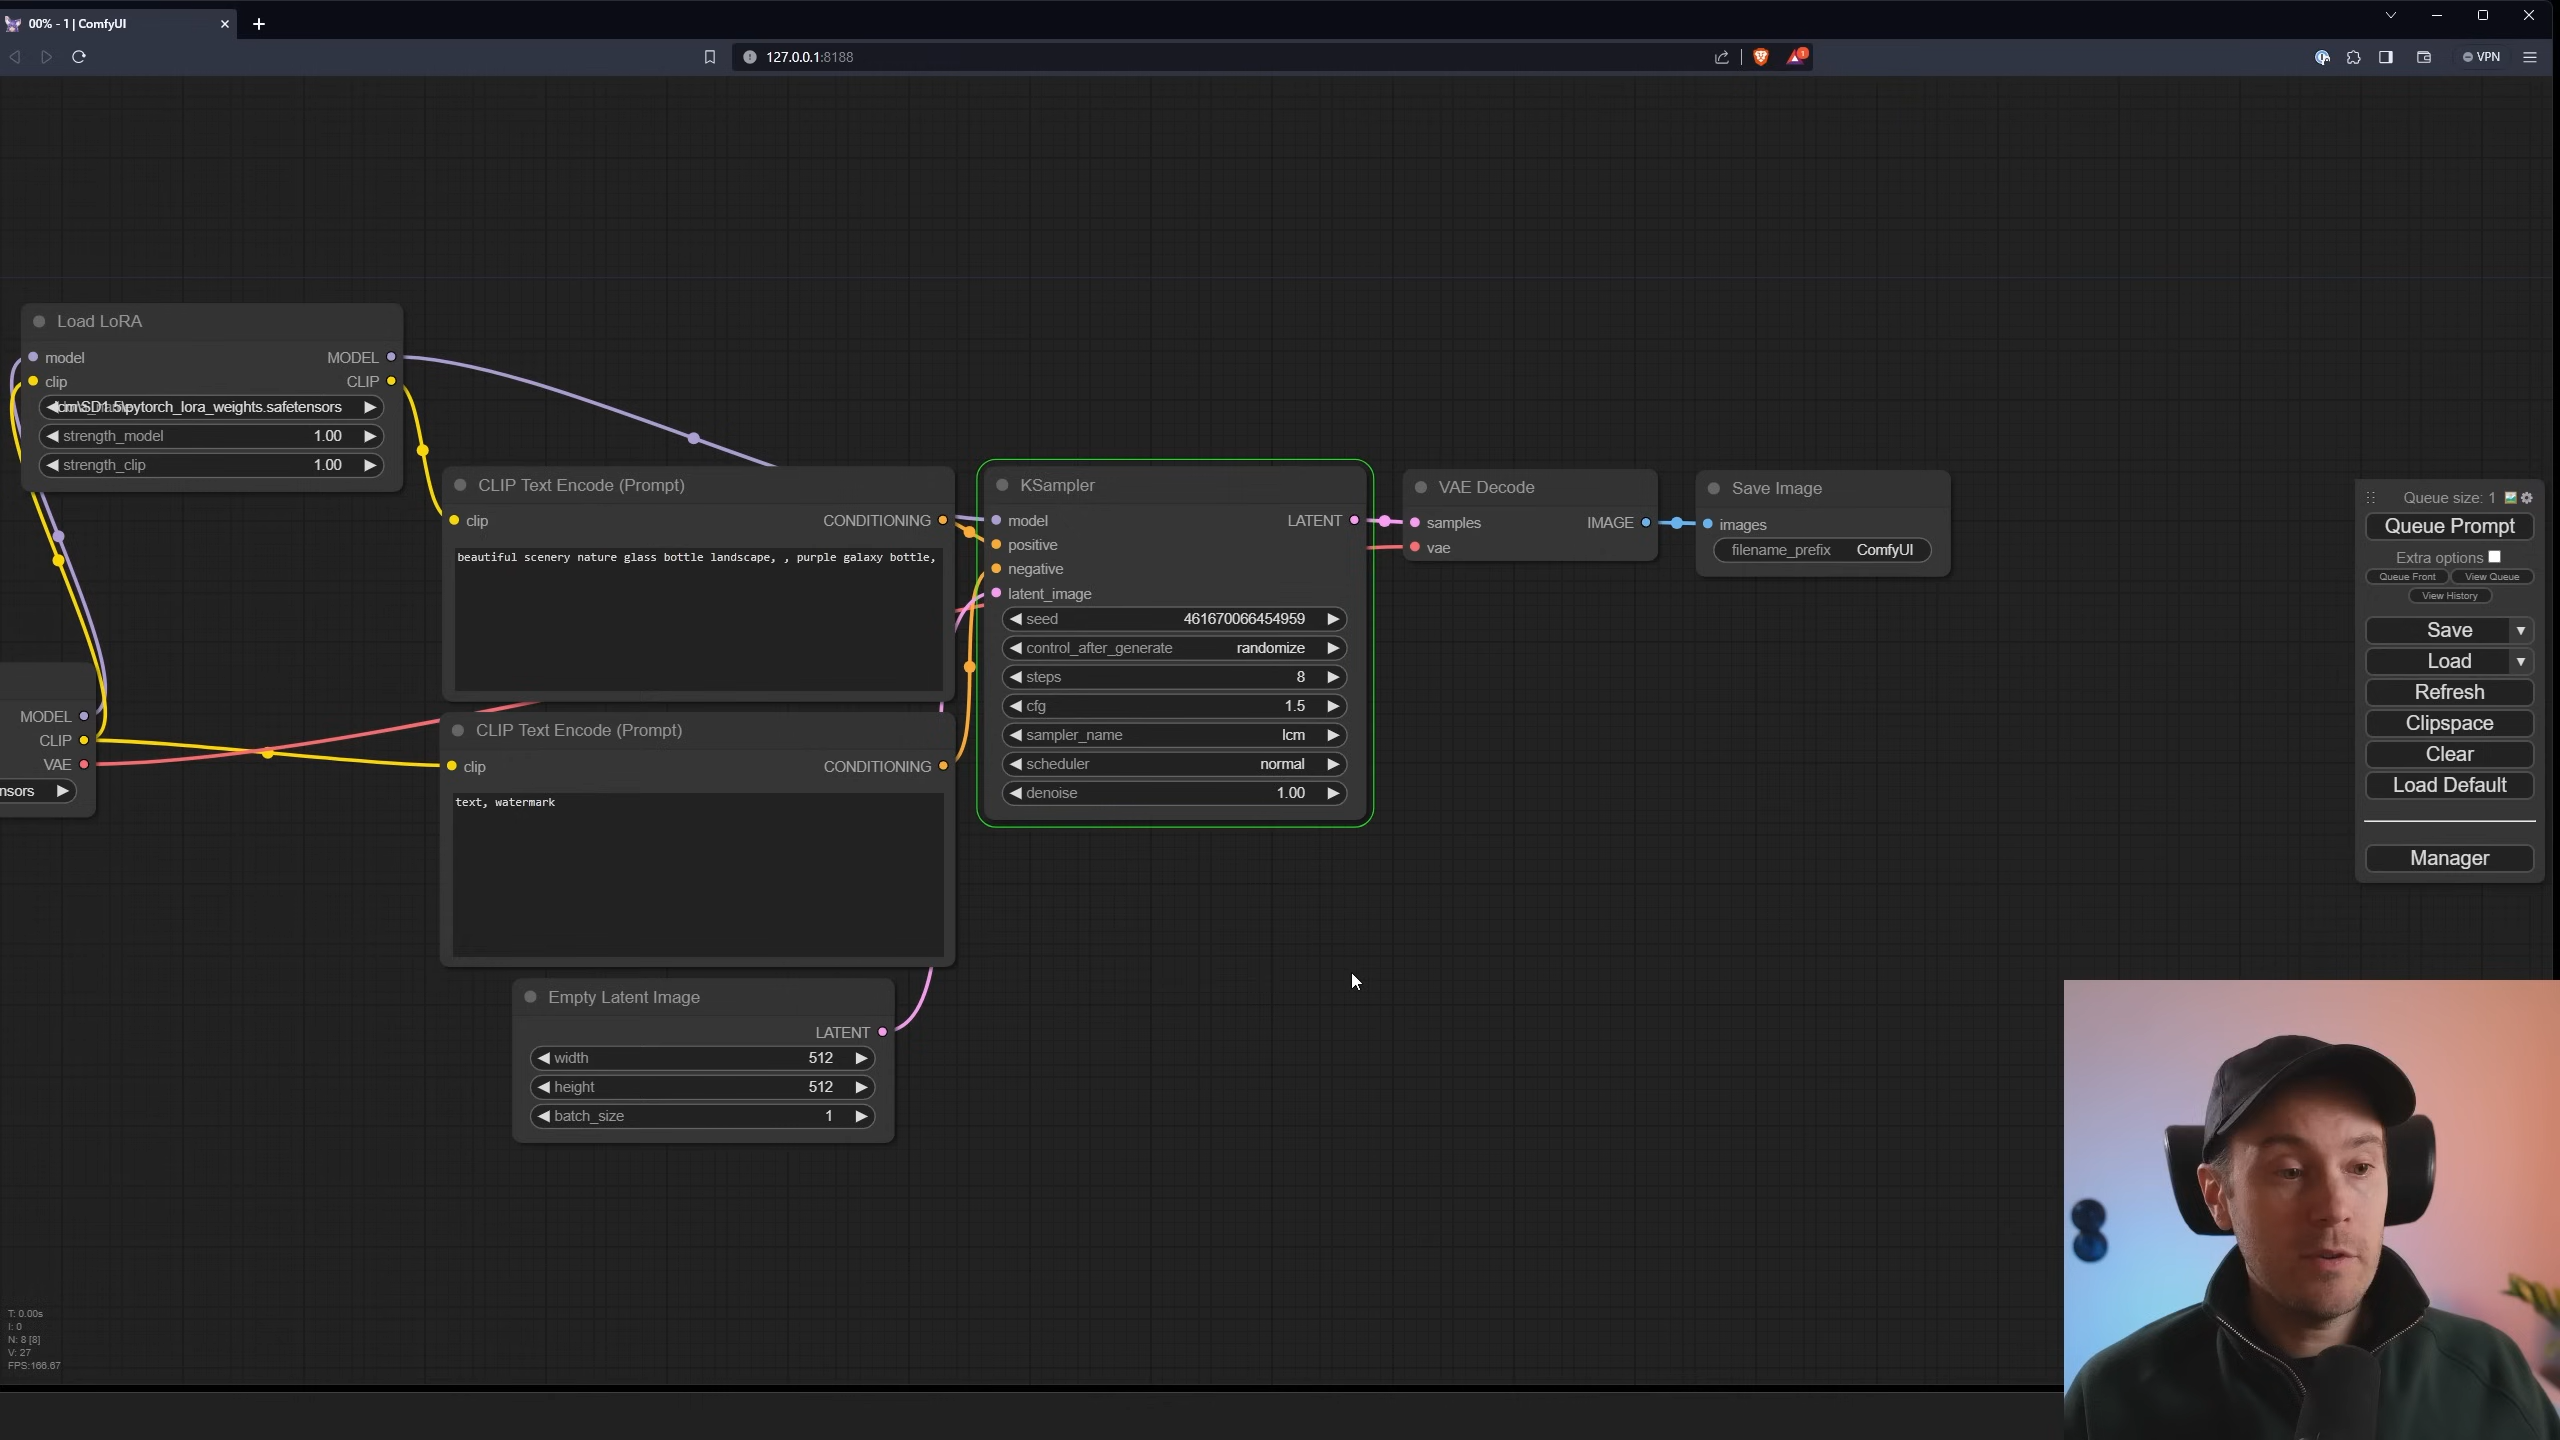 00% - 1 | ComfyUI
127.0.0.1:8188
1
VPN
Load LoRA
model MODEL
clip CLIP
pytorch_lora_weights.safetensors
strength_model 1.00
strength_clip 1.00
MODEL
CLIP
VAE
nsors
CLIP Text Encode (Prompt)
clip CONDITIONING
beautiful scenery nature glass bottle landscape, , purple galaxy bottle,
CLIP Text Encode (Prompt)
clip CONDITIONING
text, watermark
Empty Latent Image
LATENT
width 512
height 512
batch_size 1
KSampler
model LATENT
positive
negative
latent_image
seed 461670066454959
control_after_generate randomize
steps 8
cfg 1.5
sampler_name lcm
scheduler normal
denoise 1.00
VAE Decode
samples IMAGE
vae
Save Image
images
filename_prefix ComfyUI
Queue size: 1
Queue Prompt
Extra options
Queue Front View Queue
View History
Save
Load
Refresh
Clipspace
Clear
Load Default
Manager
T: 0.00s
I: 0
N: 8 [8]
V: 27
FPS:166.67